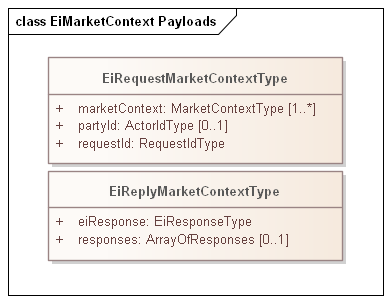 class EiMarketContext Payloads
EiRequestMarketContextType
+ marketContext: MarketContextType [1..*]
+ partyId: ActorIdType [0..1]
+ requestId: RequestIdType
EiReplyMarketContextType
+ eiResponse: EiResponseType
+ responses: ArrayOfResponses [0..1]